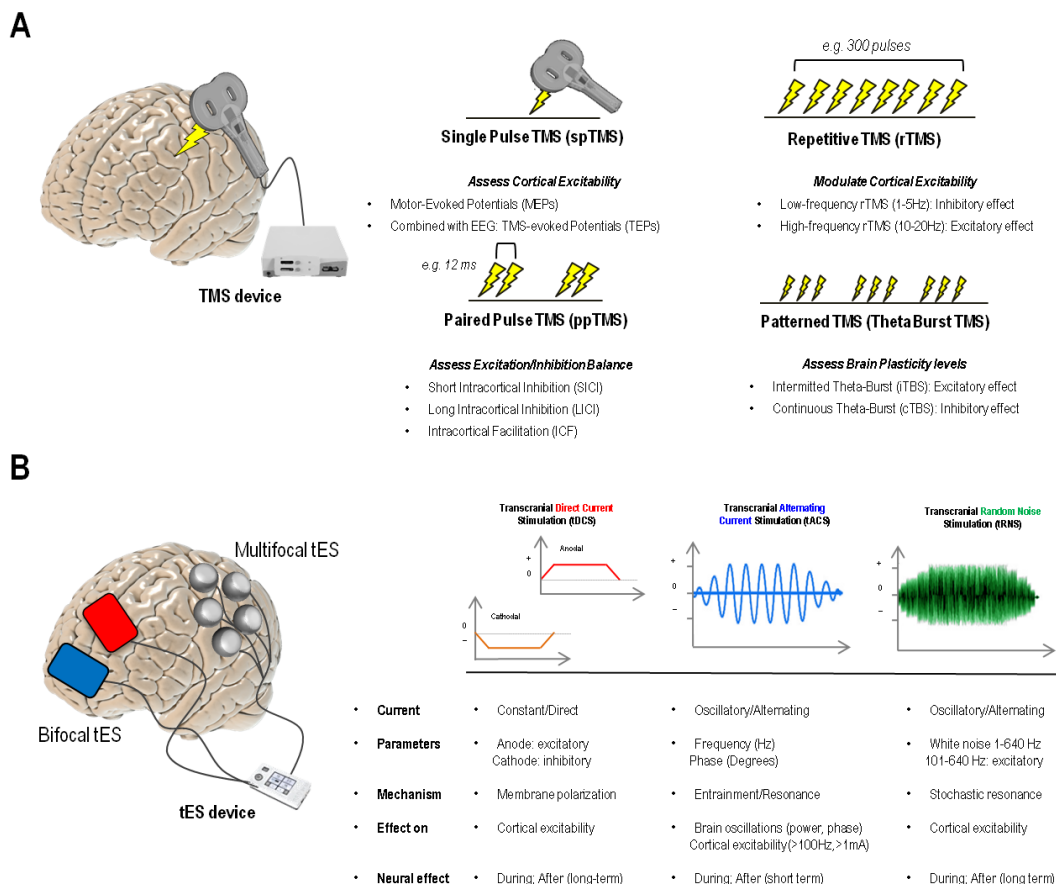 A
TMS device
Single Pulse TMS (spTMS)
Assess Cortical Excitability
• Motor-Evoked Potentials (MEPs)
• Combined with EEG: TMS-evoked Potentials (TEPs)
e.g. 12 ms
Paired Pulse TMS (ppTMS)
Assess Excitation/Inhibition Balance
• Short Intracortical Inhibition (SICI)
• Long Intracortical Inhibition (LICI)
• Intracortical Facilitation (ICF)
e.g. 300 pulses
Repetitive TMS (rTMS)
Modulate Cortical Excitability
• Low-frequency rTMS (1-5Hz): Inhibitory effect
• High-frequency rTMS (10-20Hz): Excitatory effect
Patterned TMS (Theta Burst TMS)
Assess Brain Plasticity levels
• Intermitted Theta-Burst (iTBS): Excitatory effect
• Continuous Theta-Burst (cTBS): Inhibitory effect
B
Multifocal tES
Bifocal tES
tES device
Transcranial Direct Current
Stimulation (tDCS)
Anodal
+
0
Cathodal
0
–
Transcranial Alternating
Current Stimulation (tACS)
+
0
–
Transcranial Random Noise
Stimulation (tRNS)
+
0
–
• Current • Constant/Direct • Oscillatory/Alternating • Oscillatory/Alternating
• Parameters • Anode: excitatory • Frequency (Hz) • White noise 1-640 Hz
Cathode: inhibitory Phase (Degrees) 101-640 Hz: excitatory
• Mechanism • Membrane polarization • Entrainment/Resonance • Stochastic resonance
• Effect on • Cortical excitability • Brain oscillations (power, phase) • Cortical excitability
Cortical excitability(>100Hz,>1mA)
• Neural effect • During; After (long-term) • During; After (short term) • During; After (long term)